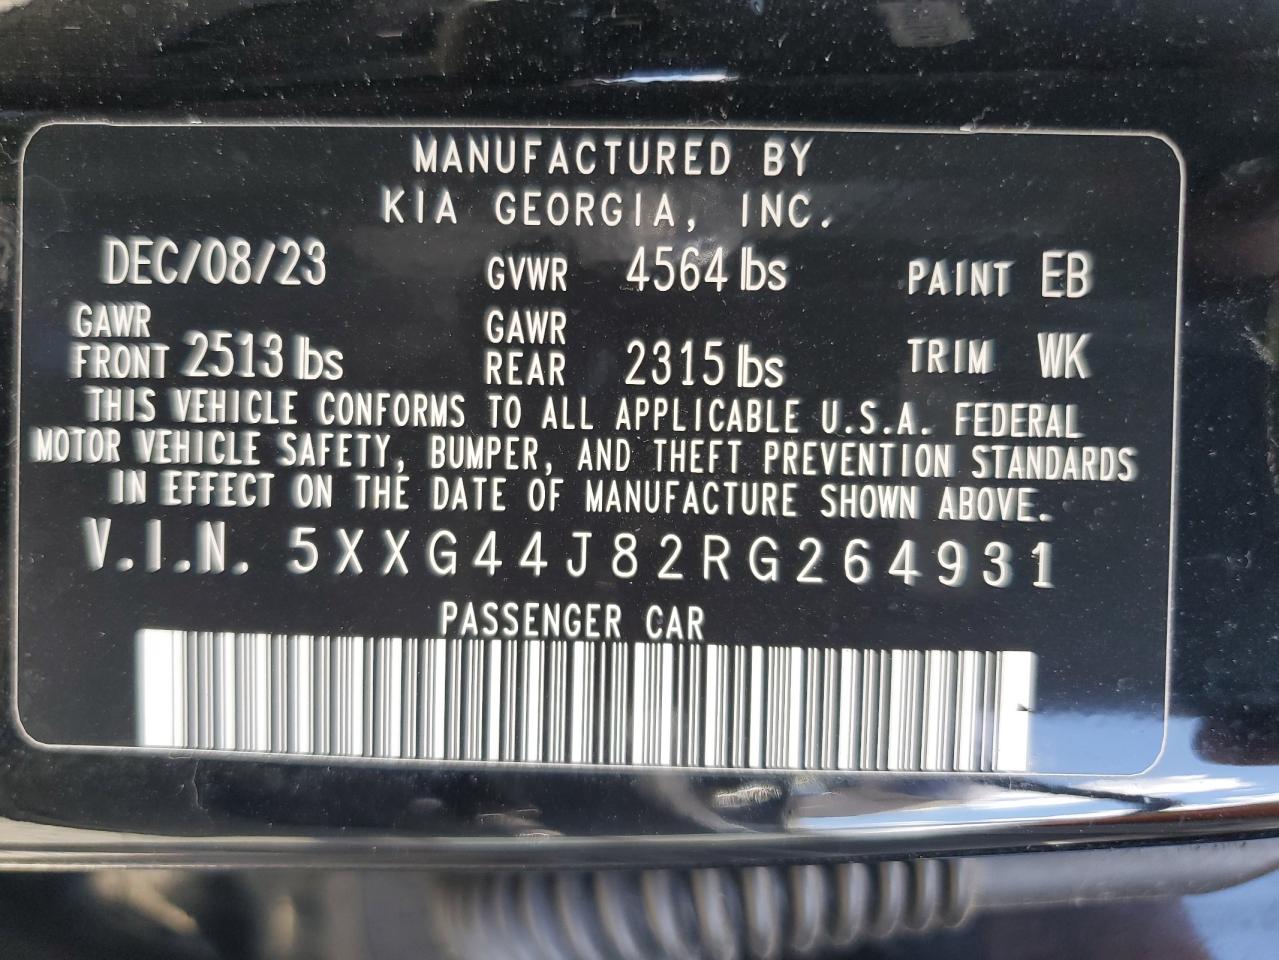 MANUFACTURED BY
KIA GEORGIA, INC.
DEC/08/23 GVWR 4564 lbs PAINT EB
GAWR FRONT 2513 lbs GAWR REAR 2315 lbs TRIM WK
THIS VEHICLE CONFORMS TO ALL APPLICABLE U.S.A. FEDERAL
MOTOR VEHICLE SAFETY, BUMPER, AND THEFT PREVENTION STANDARDS
IN EFFECT ON THE DATE OF MANUFACTURE SHOWN ABOVE.
V.I.N. 5XXG44J82RG264931
PASSENGER CAR